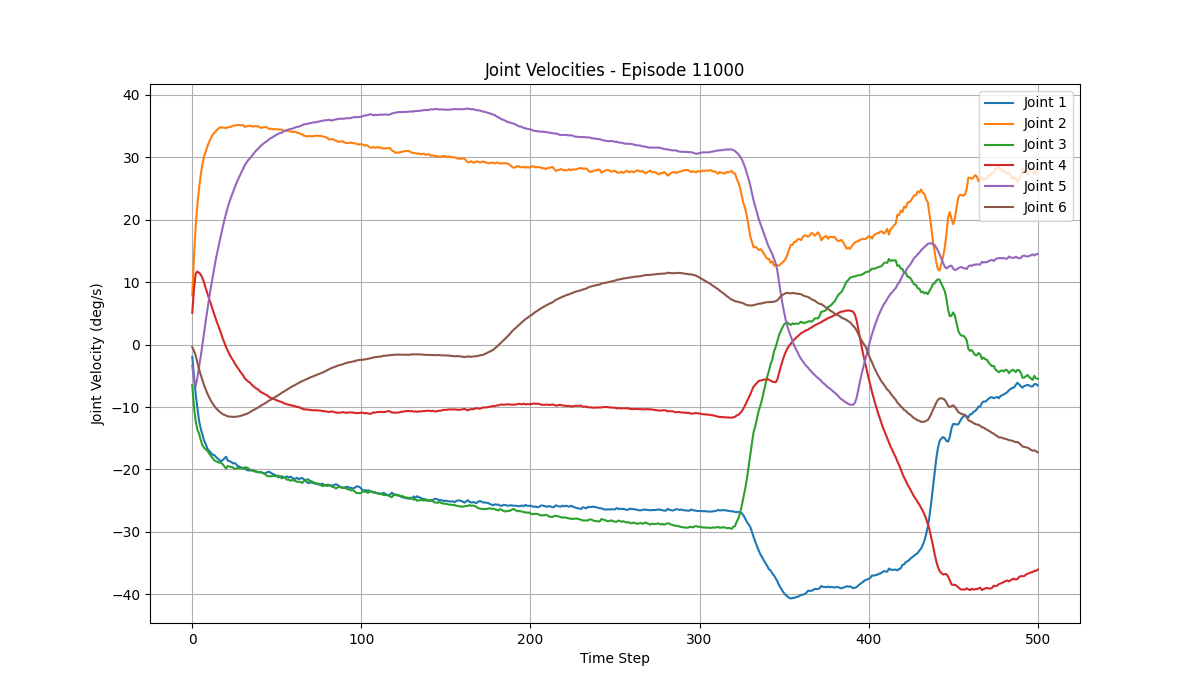 Joint Velocities - Episode 11000
Joint Velocity (deg/s)
40
30
20
10
0
−10
−20
−30
−40
Joint 1
Joint 2
Joint 3
Joint 4
Joint 5
Joint 6
0 100 200 300 400 500
Time Step